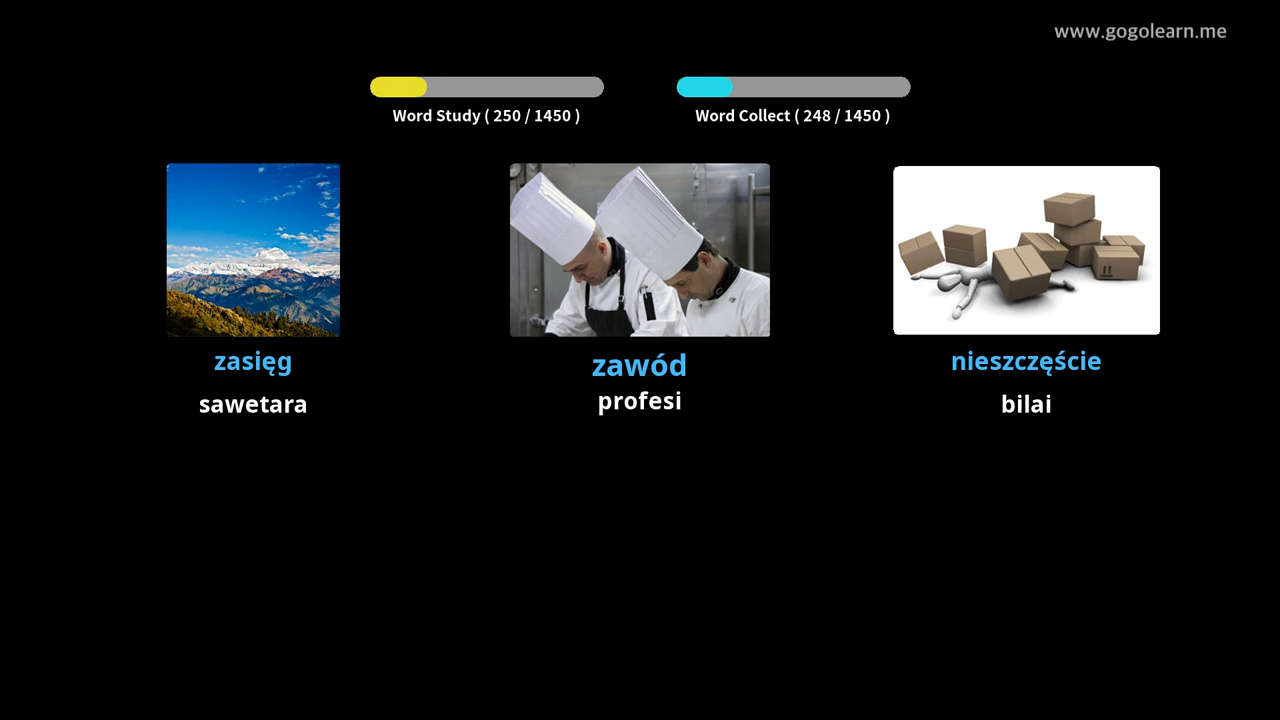 www.gogolearn.me
Word Study ( 250 / 1450 )
Word Collect ( 248 / 1450 )
zasięg
sawetara
zawód
profesi
nieszczęście
bilai